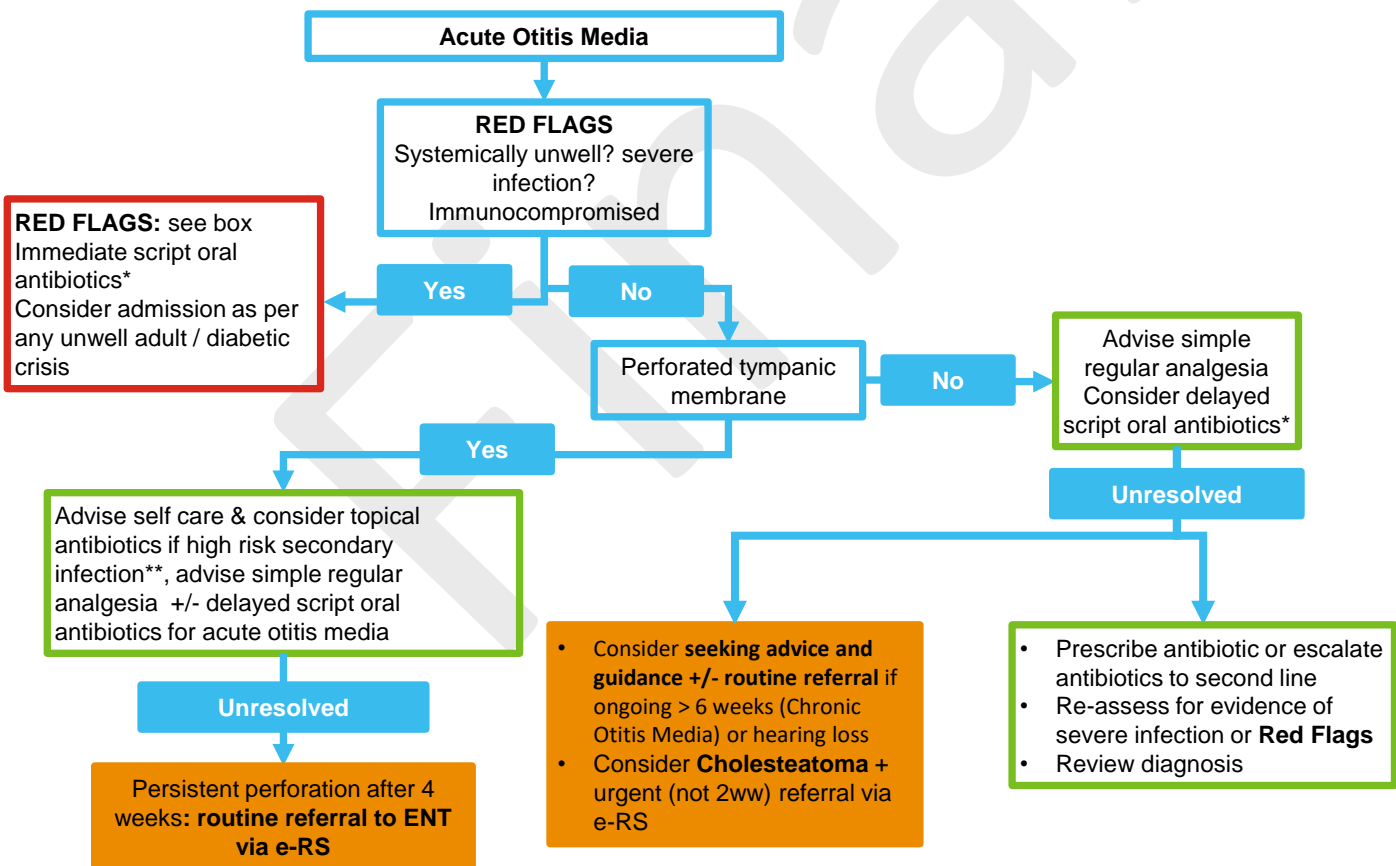 Acute Otitis Media
RED FLAGS
Systemically unwell? severe
infection?
Immunocompromised
RED FLAGS: see box
Immediate script oral
antibiotics*
Consider admission as per
any unwell adult / diabetic
crisis
Yes
No
Perforated tympanic
membrane
No
Advise simple
regular analgesia
Consider delayed
script oral antibiotics*
Yes
Unresolved
Advise self care & consider topical
antibiotics if high risk secondary
infection**, advise simple regular
analgesia +/- delayed script oral
antibiotics for acute otitis media
Unresolved
Persistent perforation after 4
weeks: routine referral to ENT
via e-RS
• Consider seeking advice and
guidance +/- routine referral if
ongoing > 6 weeks (Chronic
Otitis Media) or hearing loss
• Consider Cholesteatoma +
urgent (not 2ww) referral via
e-RS
• Prescribe antibiotic or escalate
antibiotics to second line
• Re-assess for evidence of
severe infection or Red Flags
• Review diagnosis
Fina